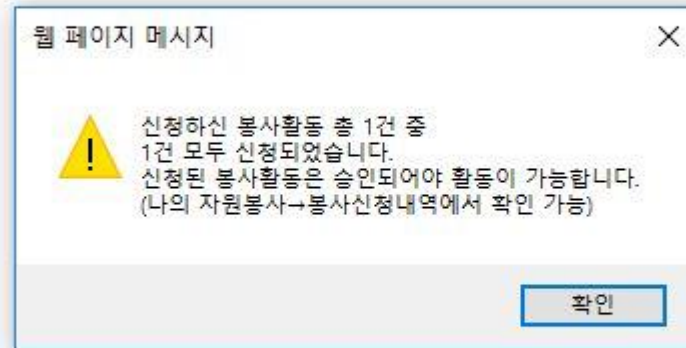 웹 페이지 메시지
신청하신 봉사활동 총 1건 중
1건 모두 신청되었습니다.
신청된 봉사활동은 승인되어야 활동이 가능합니다.
(나의 자원봉사→봉사신청내역에서 확인 가능)
확인